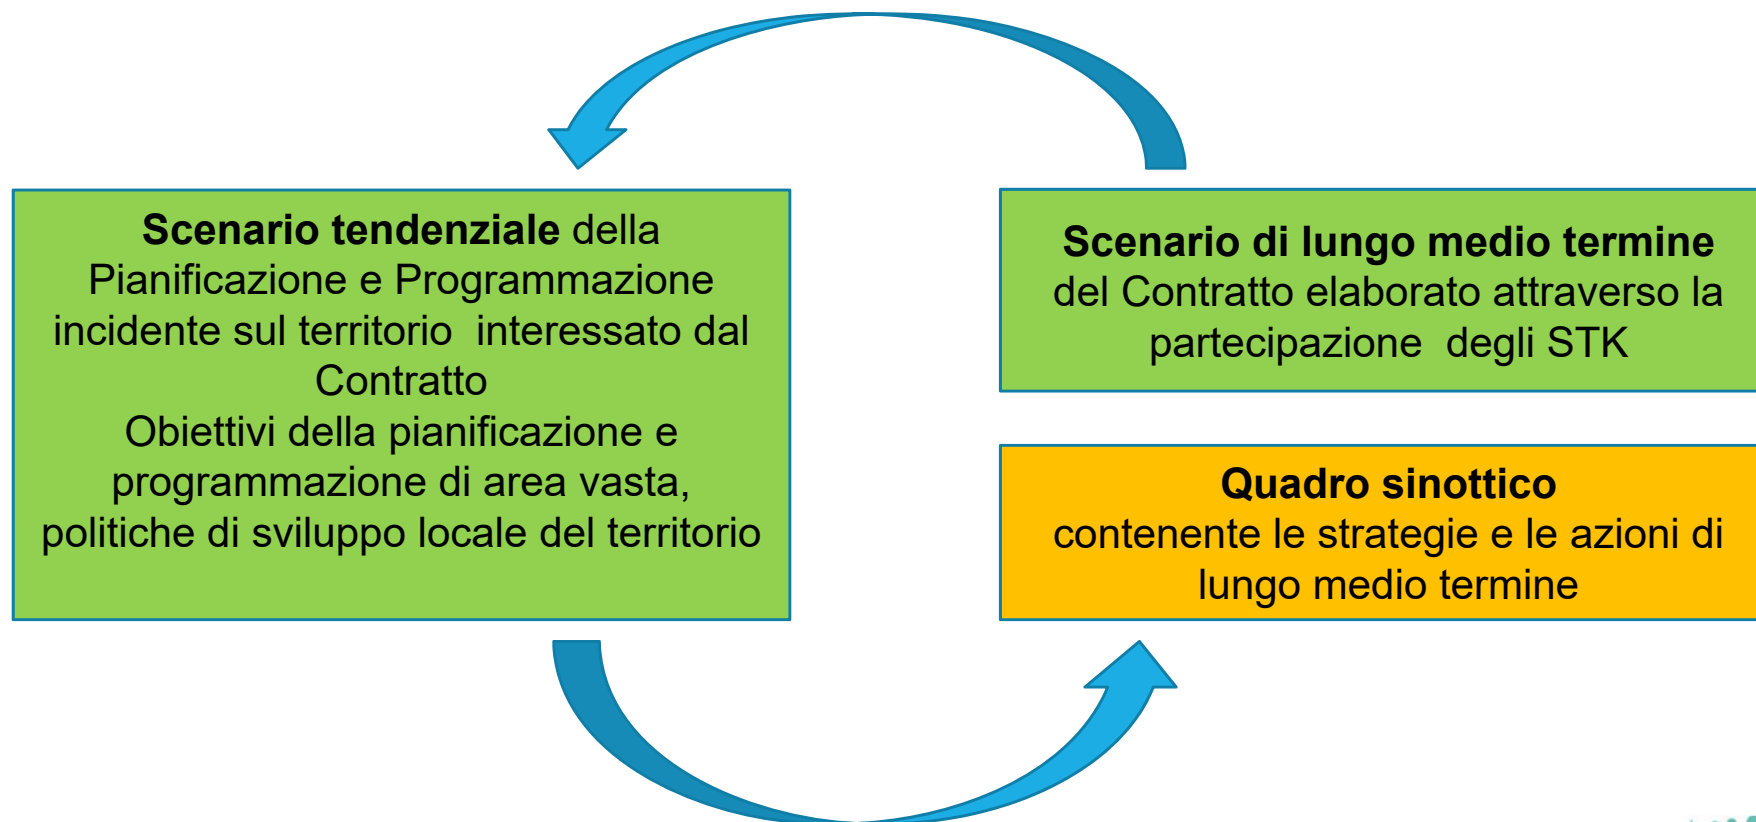 Scenario tendenziale della
Pianificazione e Programmazione
incidente sul territorio interessato dal
Contratto
Obiettivi della pianificazione e
programmazione di area vasta,
politiche di sviluppo locale del territorio
Scenario di lungo medio termine
del Contratto elaborato attraverso la
partecipazione degli STK
Quadro sinottico
contenente le strategie e le azioni di
lungo medio termine